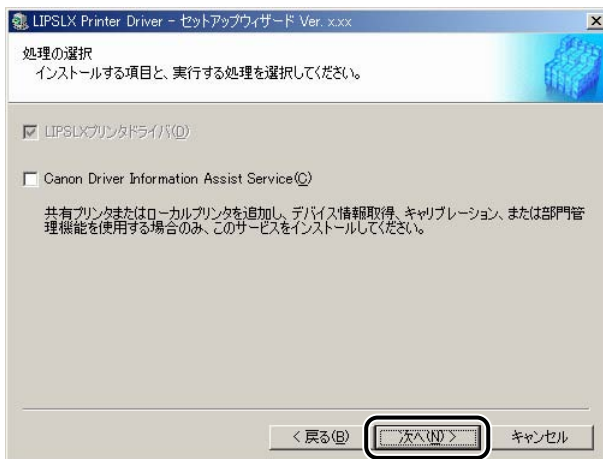 LIPSLX Printer Driver - セットアップウィザード Ver. x.xx
処理の選択
インストールする項目と、実行する処理を選択してください。
LIPSLXプリンタドライバ(D)
Canon Driver Information Assist Service(C)
共有プリンタまたはローカルプリンタを追加し、デバイス情報取得、キャリブレーション、または部門管
理機能を使用する場合のみ、このサービスをインストールしてください。
< 戻る(B) 次へ(N) > キャンセル